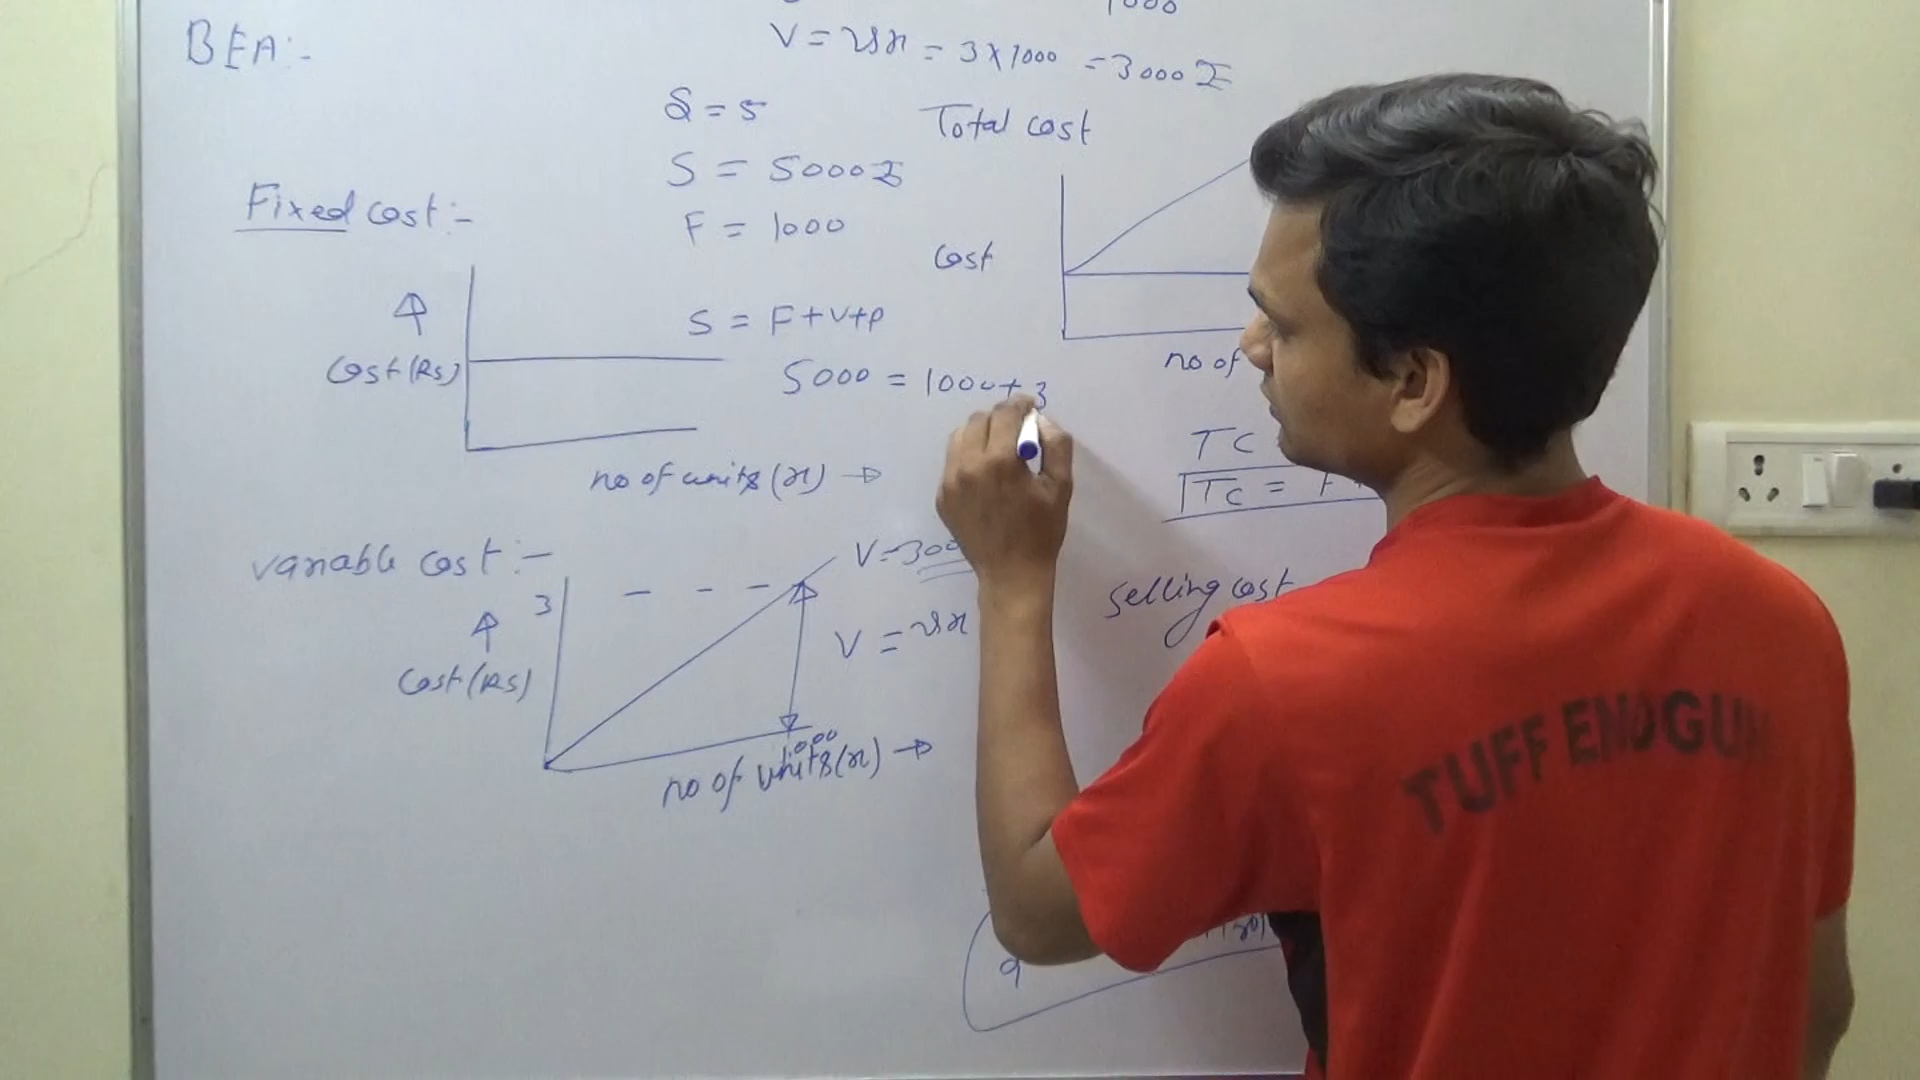 1000
BEA:-
V = vx = 3 x 1000 = 3000 ₹
s = 5
S = 5000 ₹
F = 1000
S = F+V+P
5000 = 1000 + 3
Fixed cost:-
Cost (Rs)
no of units (x) →
Total cost
Cost
no of
TC
TC = F
variable cost :-
3
Cost (Rs)
V = 300
V = vx
1000
no of units (x) →
selling cost
TUFF